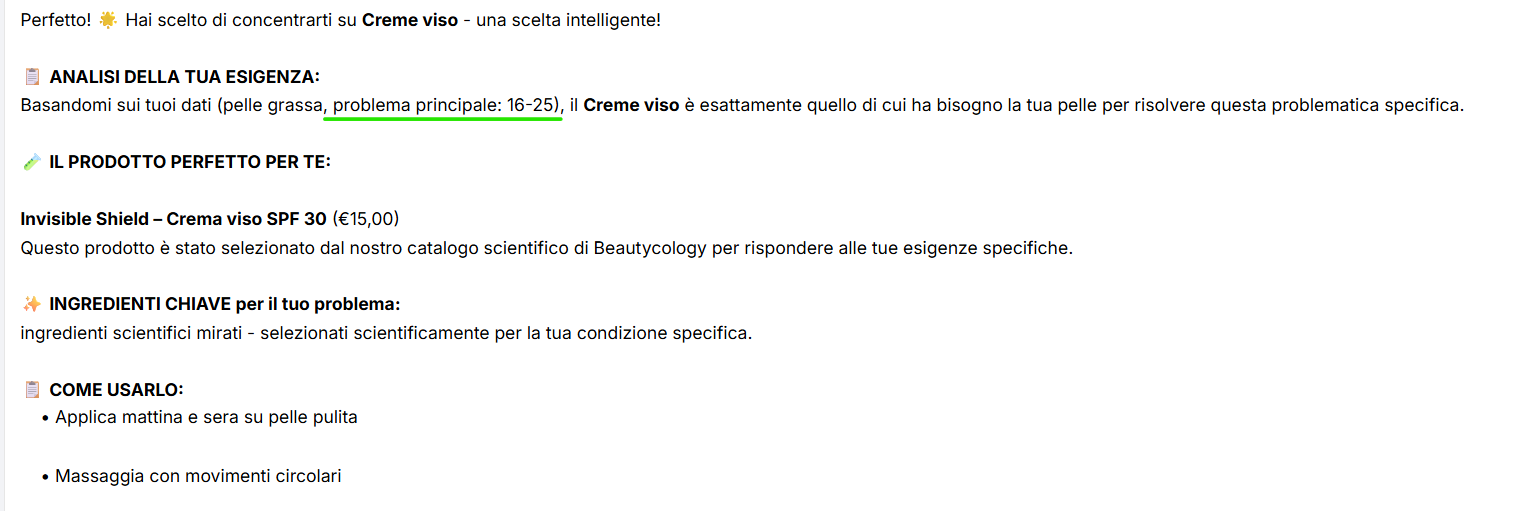 Perfetto! 🌟 Hai scelto di concentrarti su Creme viso - una scelta intelligente!
📋 ANALISI DELLA TUA ESIGENZA:
Basandomi sui tuoi dati (pelle grassa, problema principale: 16-25), il Creme viso è esattamente quello di cui ha bisogno la tua pelle per risolvere questa problematica specifica.
🧪 IL PRODOTTO PERFETTO PER TE:
Invisible Shield – Crema viso SPF 30 (€15,00)
Questo prodotto è stato selezionato dal nostro catalogo scientifico di Beautycology per rispondere alle tue esigenze specifiche.
✨ INGREDIENTI CHIAVE per il tuo problema:
ingredienti scientifici mirati - selezionati scientificamente per la tua condizione specifica.
📋 COME USARLO:
• Applica mattina e sera su pelle pulita
• Massaggia con movimenti circolari